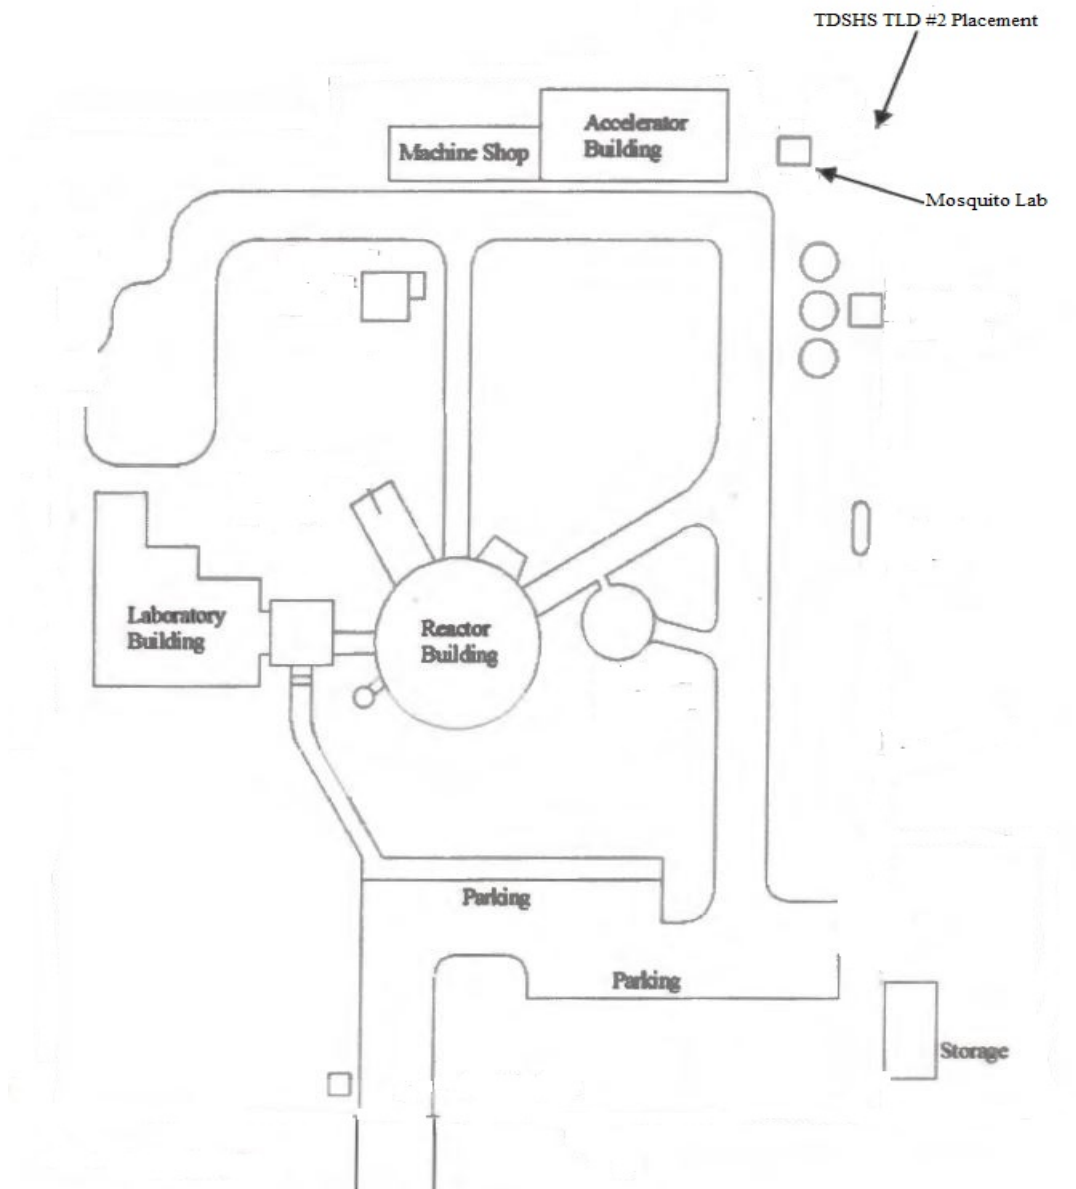 TDSHS TLD #2 Placement
Accelerator
Building
Machine Shop
Mosquito Lab
Laboratory
Building
Reactor
Building
Parking
Parking
Storage